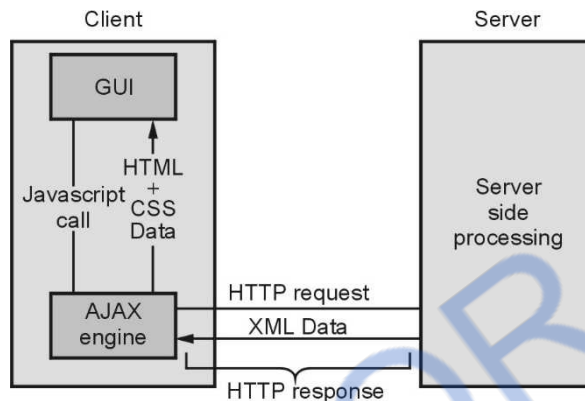 Client
Server
GUI
Javascript
call
HTML
+
CSS
Data
Server
side
processing
AJAX
engine
HTTP request
XML Data
HTTP response